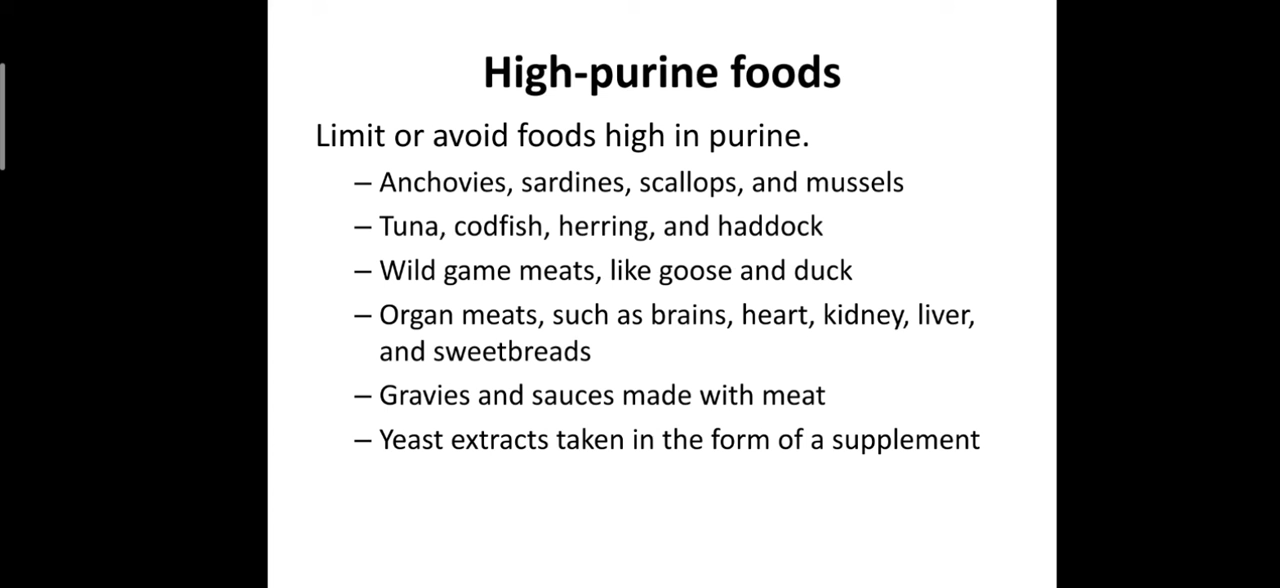 High-purine foods
Limit or avoid foods high in purine.
– Anchovies, sardines, scallops, and mussels
– Tuna, codfish, herring, and haddock
– Wild game meats, like goose and duck
– Organ meats, such as brains, heart, kidney, liver,
and sweetbreads
– Gravies and sauces made with meat
– Yeast extracts taken in the form of a supplement